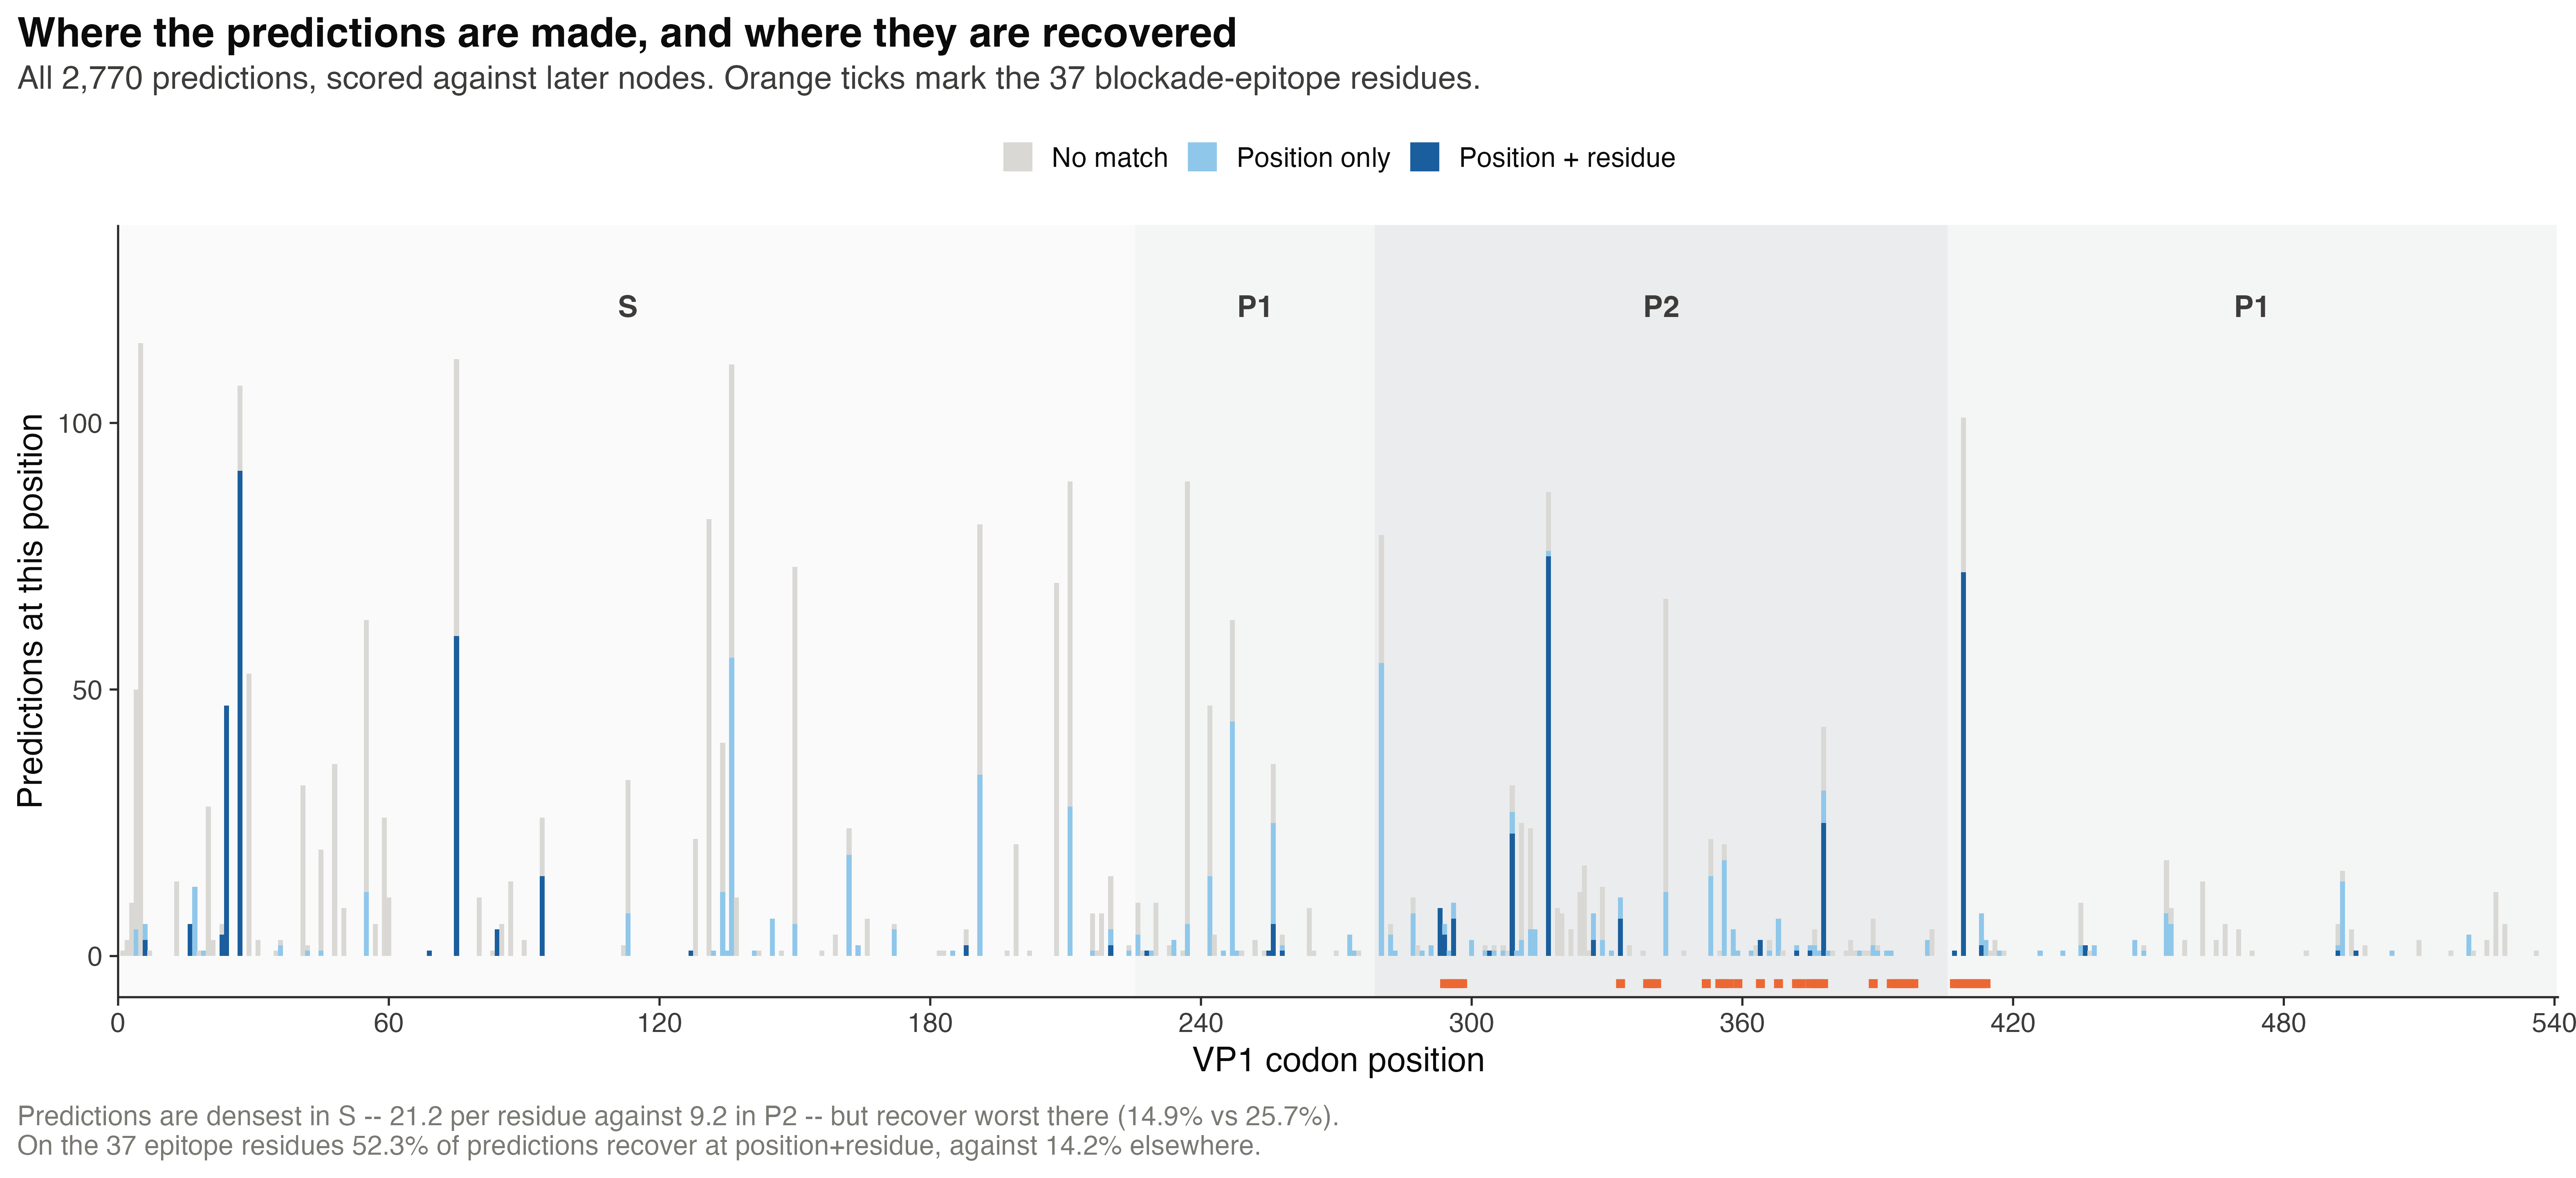 Where the predictions are made, and where they are recovered
All 2,770 predictions, scored against later nodes. Orange ticks mark the 37 blockade-epitope residues.
No match Position only Position + residue
S P1 P2 P1
Predictions at this position
100
50
0
0 60 120 180 240 300 360 420 480 540
VP1 codon position
Predictions are densest in S -- 21.2 per residue against 9.2 in P2 -- but recover worst there (14.9% vs 25.7%).
On the 37 epitope residues 52.3% of predictions recover at position+residue, against 14.2% elsewhere.